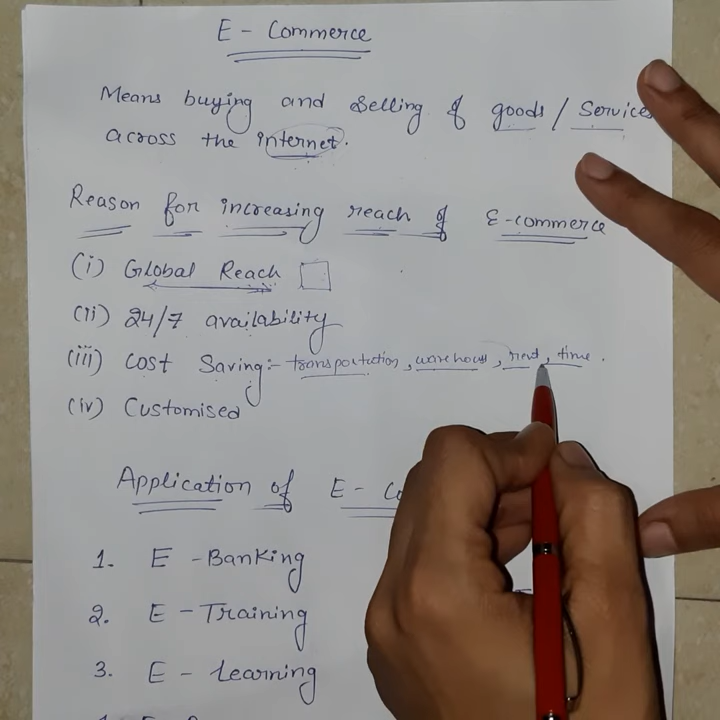 E - Commerce
Means buying and selling of goods / Services
across the internet.
Reason for increasing reach of E-commerce
(i) Global Reach
(ii) 24/7 availability
(iii) Cost Saving:- transportation, warehouse, rent, time.
(iv) Customised
Application of E - Co
1. E - Banking
2. E - Training
3. E - Learning